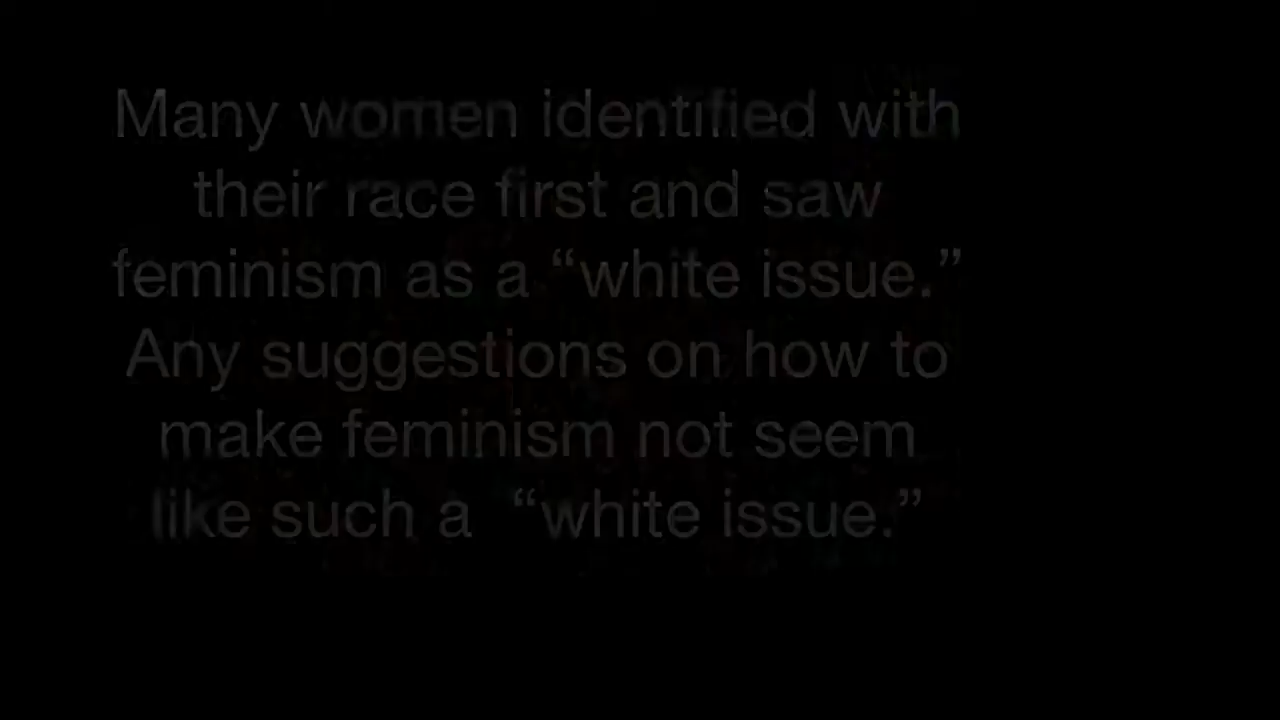 Many women identified with
their race first and saw
feminism as a “white issue.”
Any suggestions on how to
make feminism not seem
like such a “white issue.”